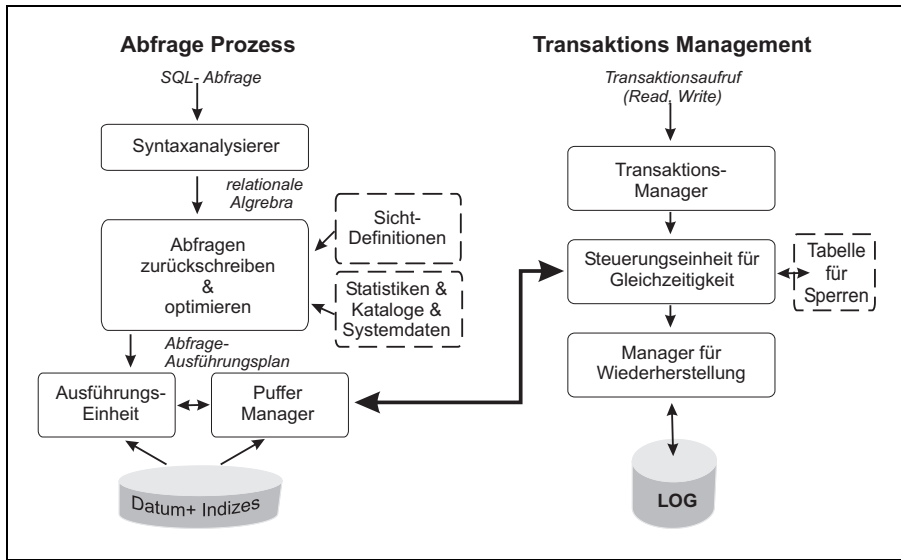 Abfrage Prozess
SQL- Abfrage
Syntaxanalysierer
relationale
Algrebra
Abfragen
zurückschreiben
&
optimieren
Sicht-
Definitionen
Statistiken &
Kataloge &
Systemdaten
Abfrage-
Ausführungsplan
Ausführungs-
Einheit
Puffer
Manager
Datum+ Indizes
Transaktions Management
Transaktionsaufruf
(Read, Write)
Transaktions-
Manager
Steuerungseinheit für
Gleichzeitigkeit
Tabelle
für
Sperren
Manager für
Wiederherstellung
LOG